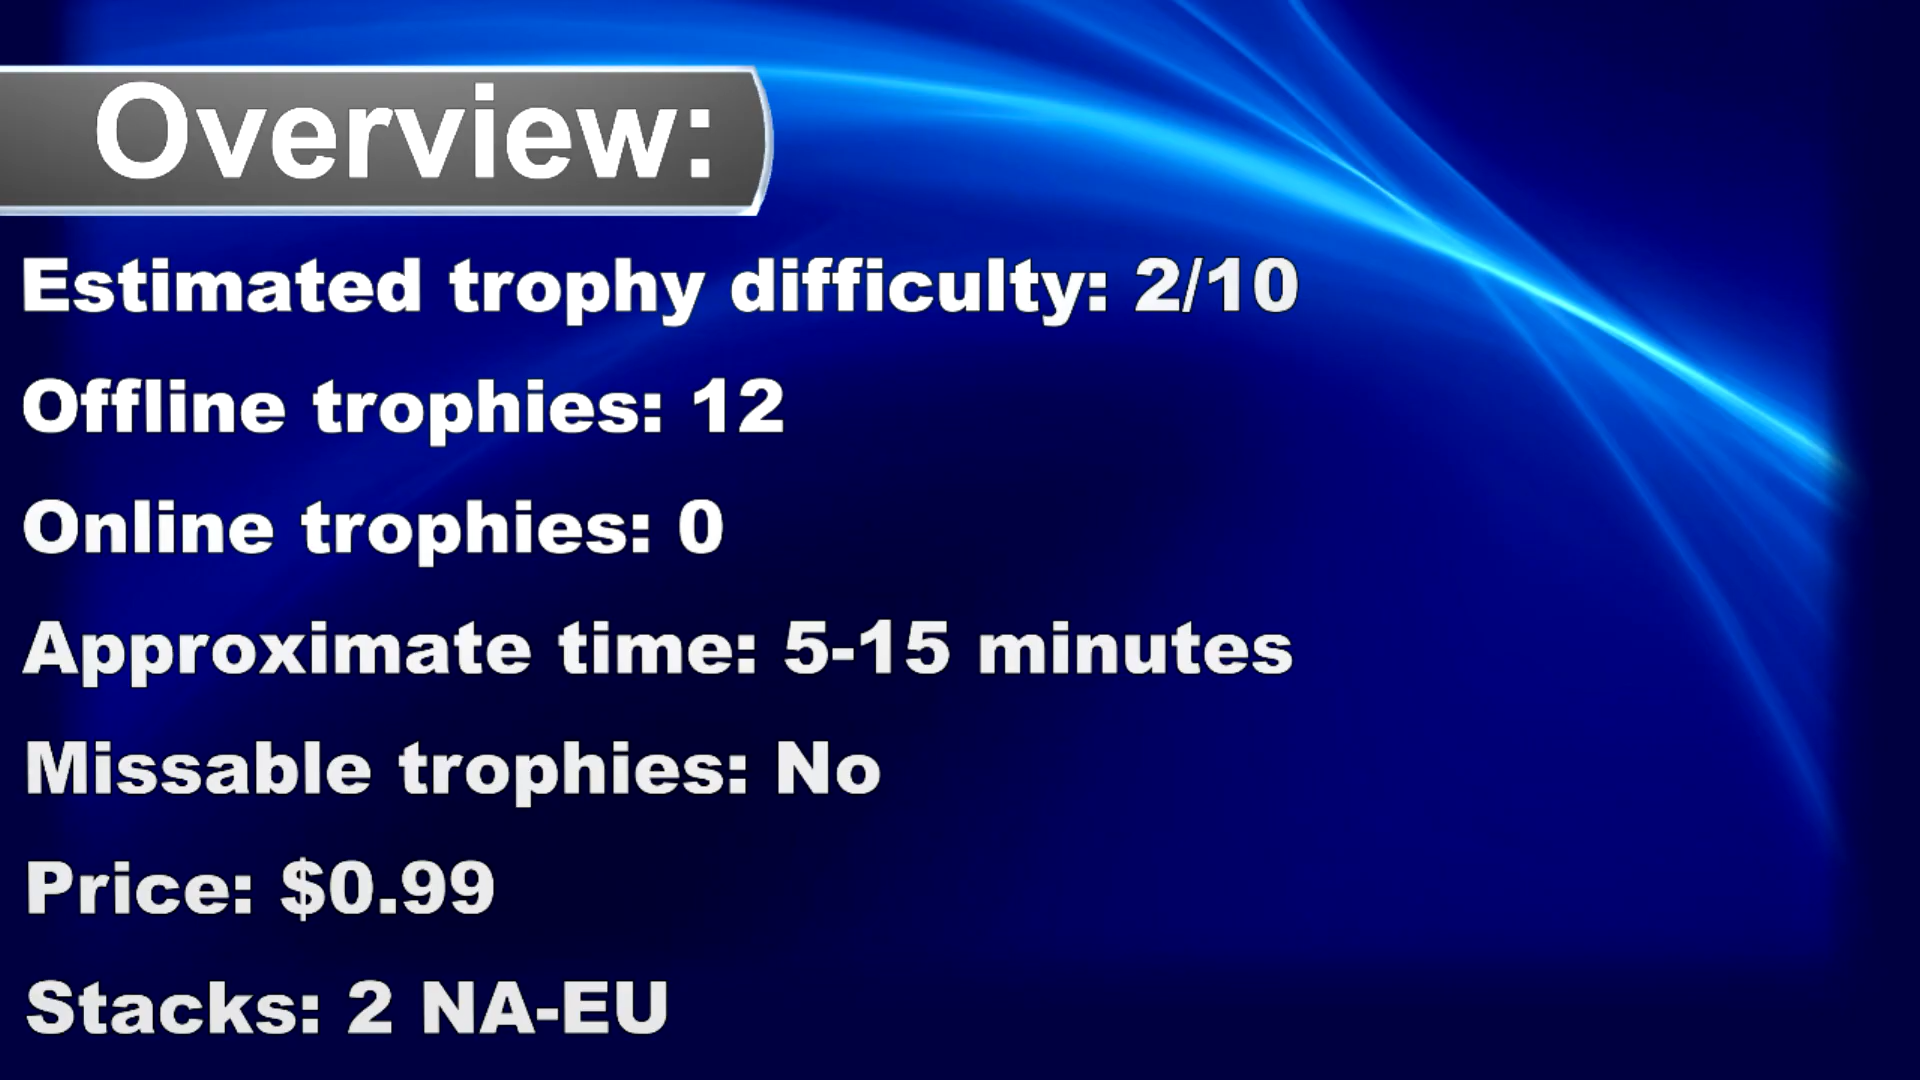 Overview:
Estimated trophy difficulty: 2/10
Offline trophies: 12
Online trophies: 0
Approximate time: 5-15 minutes
Missable trophies: No
Price: $0.99
Stacks: 2 NA-EU